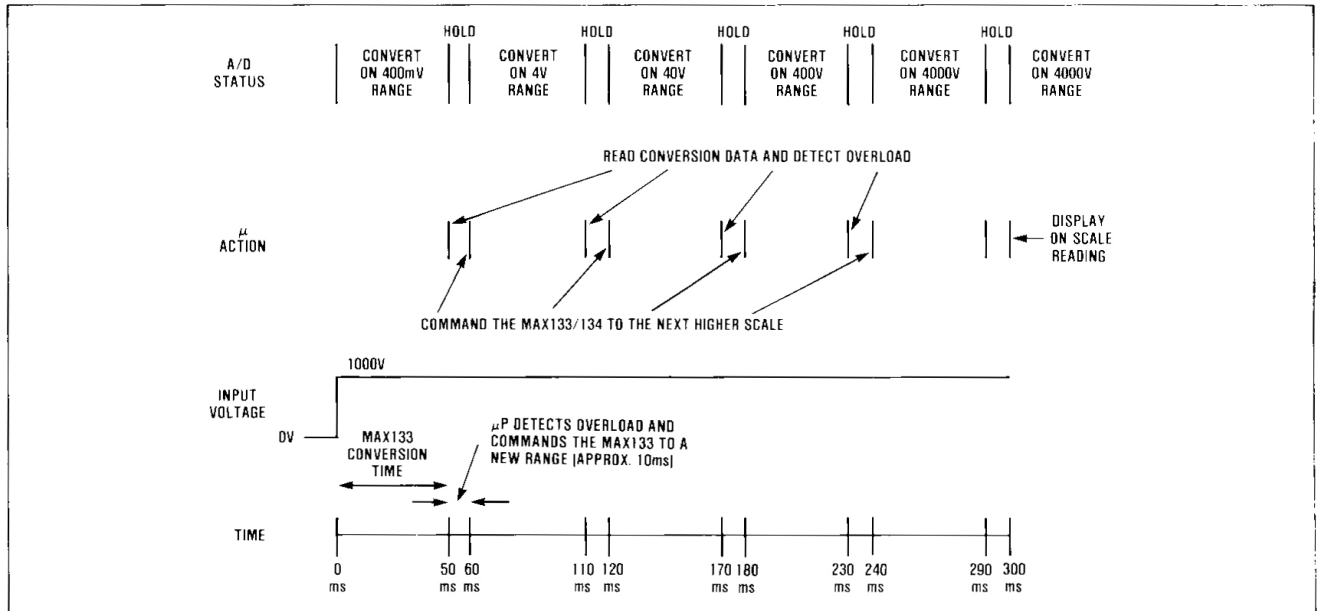 HOLD HOLD HOLD HOLD HOLD
A/D
STATUS
CONVERT
ON 400mV
RANGE
CONVERT
ON 4V
RANGE
CONVERT
ON 40V
RANGE
CONVERT
ON 400V
RANGE
CONVERT
ON 4000V
RANGE
CONVERT
ON 4000V
RANGE
READ CONVERSION DATA AND DETECT OVERLOAD
μ
ACTION
DISPLAY
ON SCALE
READING
COMMAND THE MAX133/134 TO THE NEXT HIGHER SCALE
1000V
INPUT
VOLTAGE
0V
MAX133
CONVERSION
TIME
μP DETECTS OVERLOAD AND
COMMANDS THE MAX133 TO A
NEW RANGE (APPROX. 10ms)
TIME
0 50 60 110 120 170 180 230 240 290 300
ms ms ms ms ms ms ms ms ms ms ms